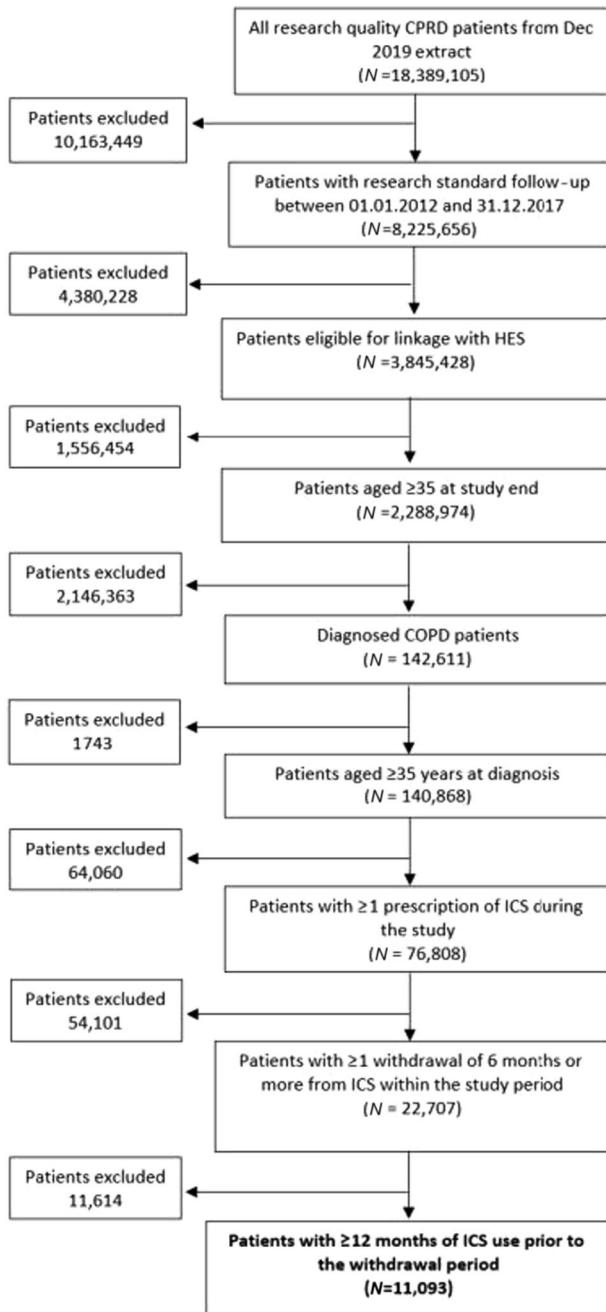 All research quality CPRD patients from Dec
2019 extract
(N =18,389,105)
Patients excluded
10,163,449
Patients with research standard follow-up
between 01.01.2012 and 31.12.2017
(N=8,225,656)
Patients excluded
4,380,228
Patients eligible for linkage with HES
(N =3,845,428)
Patients excluded
1,556,454
Patients aged ≥35 at study end
(N =2,288,974)
Patients excluded
2,146,363
Diagnosed COPD patients
(N = 142,611)
Patients excluded
1743
Patients aged ≥35 years at diagnosis
(N = 140,868)
Patients excluded
64,060
Patients with ≥1 prescription of ICS during
the study
(N = 76,808)
Patients excluded
54,101
Patients with ≥1 withdrawal of 6 months or
more from ICS within the study period
(N = 22,707)
Patients excluded
11,614
Patients with ≥12 months of ICS use prior to
the withdrawal period
(N=11,093)